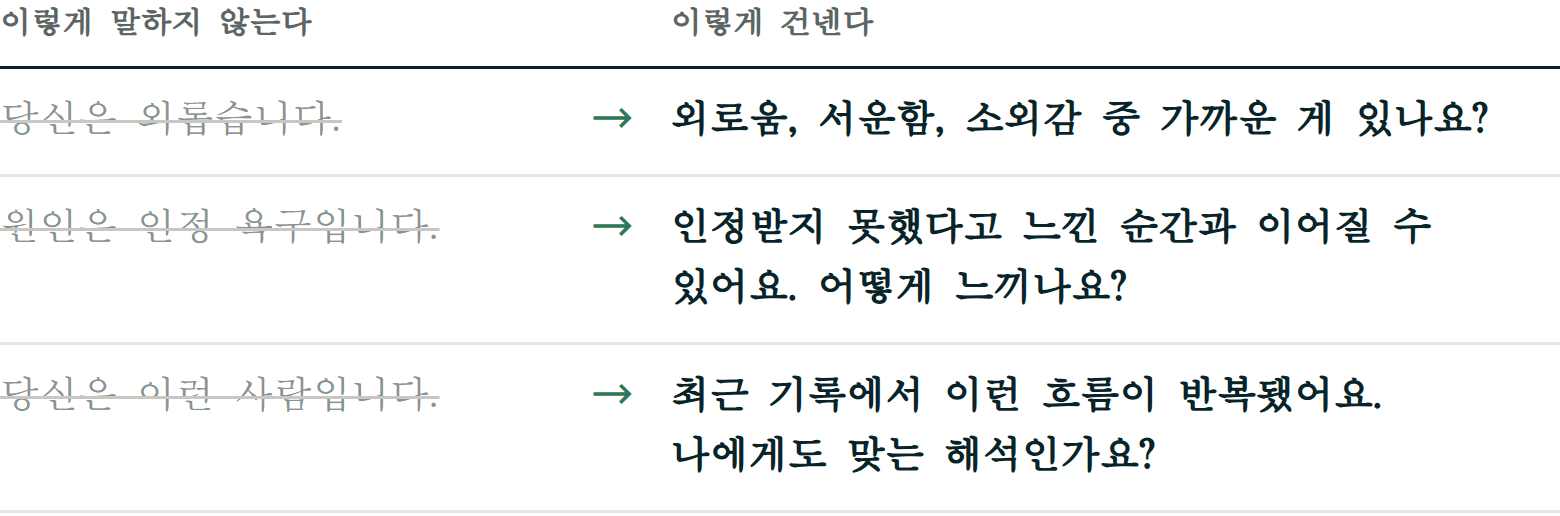 이렇게 말하지 않는다
이렇게 건넨다
당신은 외롭습니다.
→
외로움, 서운함, 소외감 중 가까운 게 있나요?
원인은 인정 욕구입니다.
→
인정받지 못했다고 느낀 순간과 이어질 수
있어요. 어떻게 느끼나요?
당신은 이런 사람입니다.
→
최근 기록에서 이런 흐름이 반복됐어요.
나에게도 맞는 해석인가요?